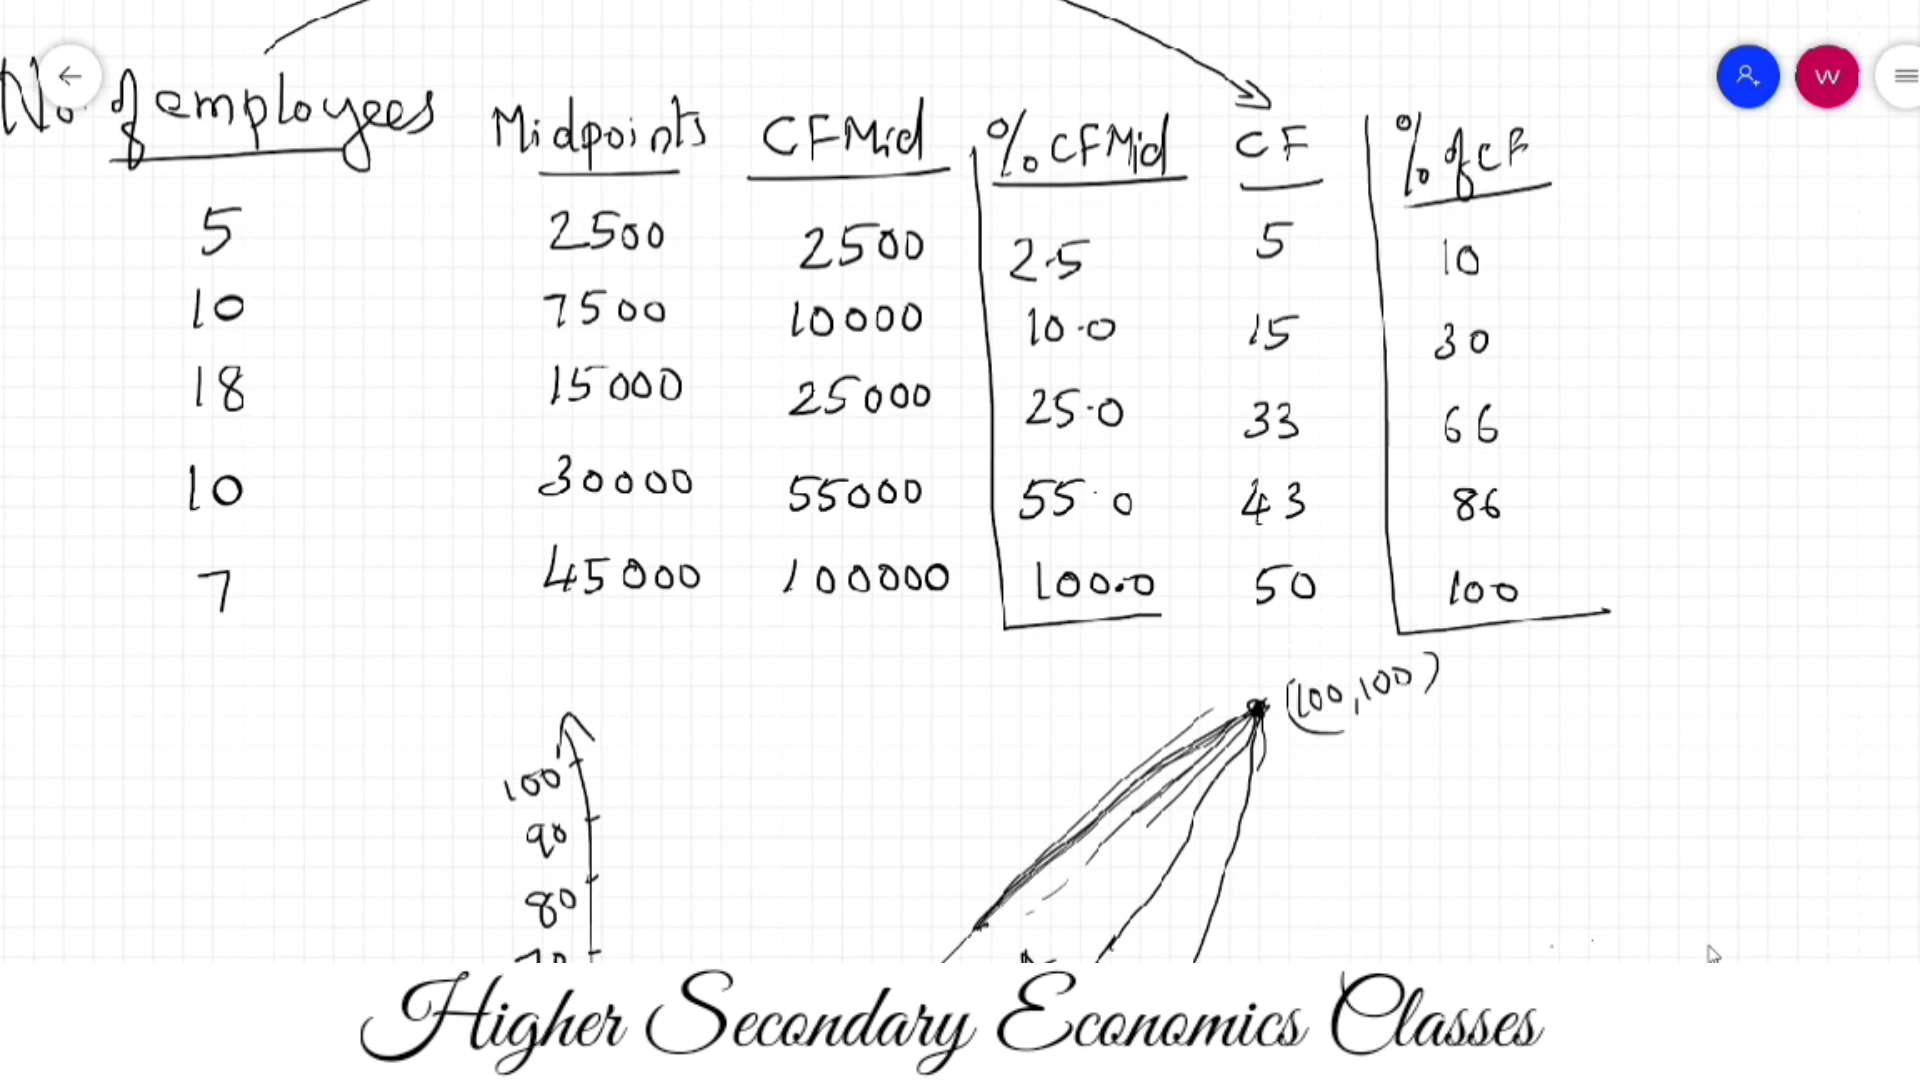 No. of employees Midpoints CFMid % CFMid CF % of CF
5 2500 2500 2.5 5 10
10 7500 10000 10.0 15 30
18 15000 25000 25.0 33 66
10 30000 55000 55.0 43 86
7 45000 100000 100.0 50 100
(100,100)
100
90
80
W
Higher Secondary Economics Classes